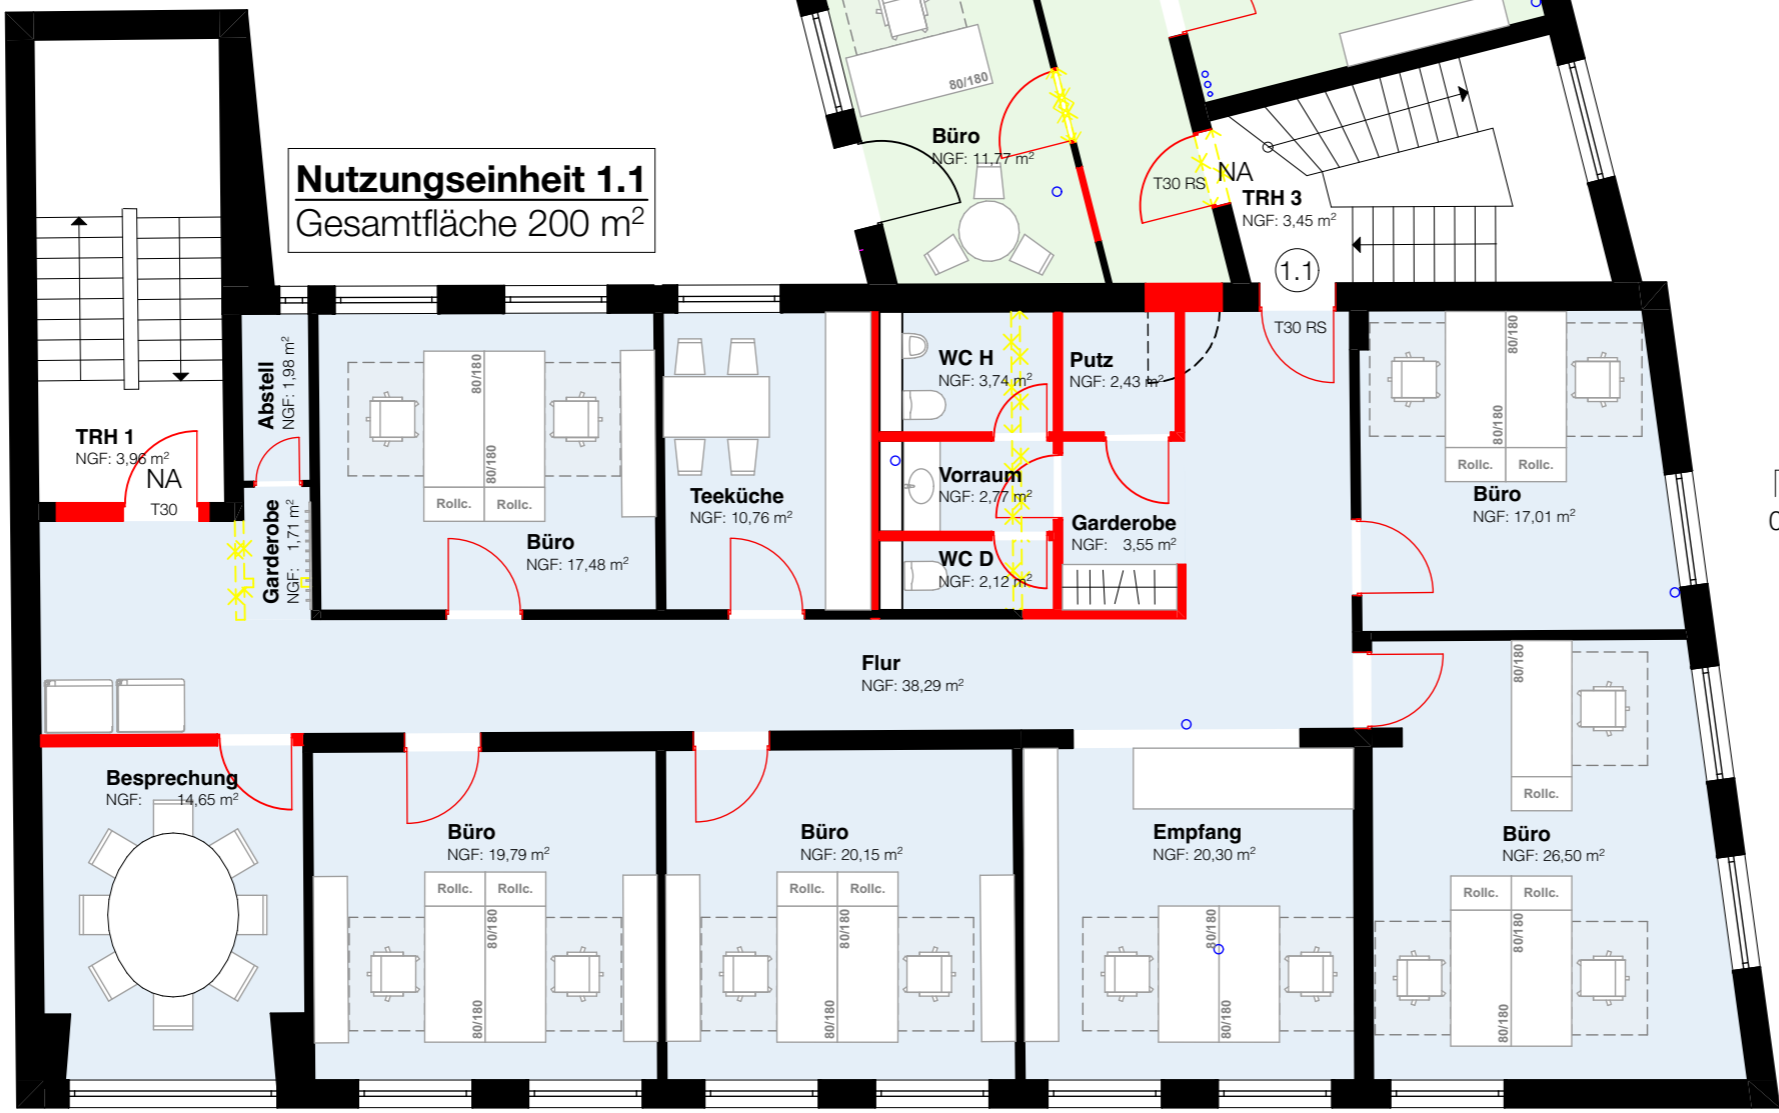 80/180
Büro
NGF: 11,77 m²
Nutzungseinheit 1.1
Gesamtfläche 200 m²
T30 RS
NA
TRH 3
NGF: 3,45 m²
1.1
T30 RS
TRH 1
NGF: 3,96 m²
NA
T30
Abstell
NGF: 1,98 m²
Garderobe
NGF: 1,71 m²
80/180
80/180
Rollc.
Rollc.
Büro
NGF: 17,48 m²
Teeküche
NGF: 10,76 m²
WC H
NGF: 3,74 m²
Putz
NGF: 2,43 m²
Vorraum
NGF: 2,77 m²
WC D
NGF: 2,12 m²
Garderobe
NGF: 3,55 m²
80/180
80/180
Rollc.
Rollc.
Büro
NGF: 17,01 m²
Flur
NGF: 38,29 m²
Besprechung
NGF: 14,65 m²
Büro
NGF: 19,79 m²
Rollc.
Rollc.
80/180
80/180
Büro
NGF: 20,15 m²
Rollc.
Rollc.
80/180
80/180
Empfang
NGF: 20,30 m²
80/180
80/180
80/180
Rollc.
Büro
NGF: 26,50 m²
Rollc.
Rollc.
80/180
80/180